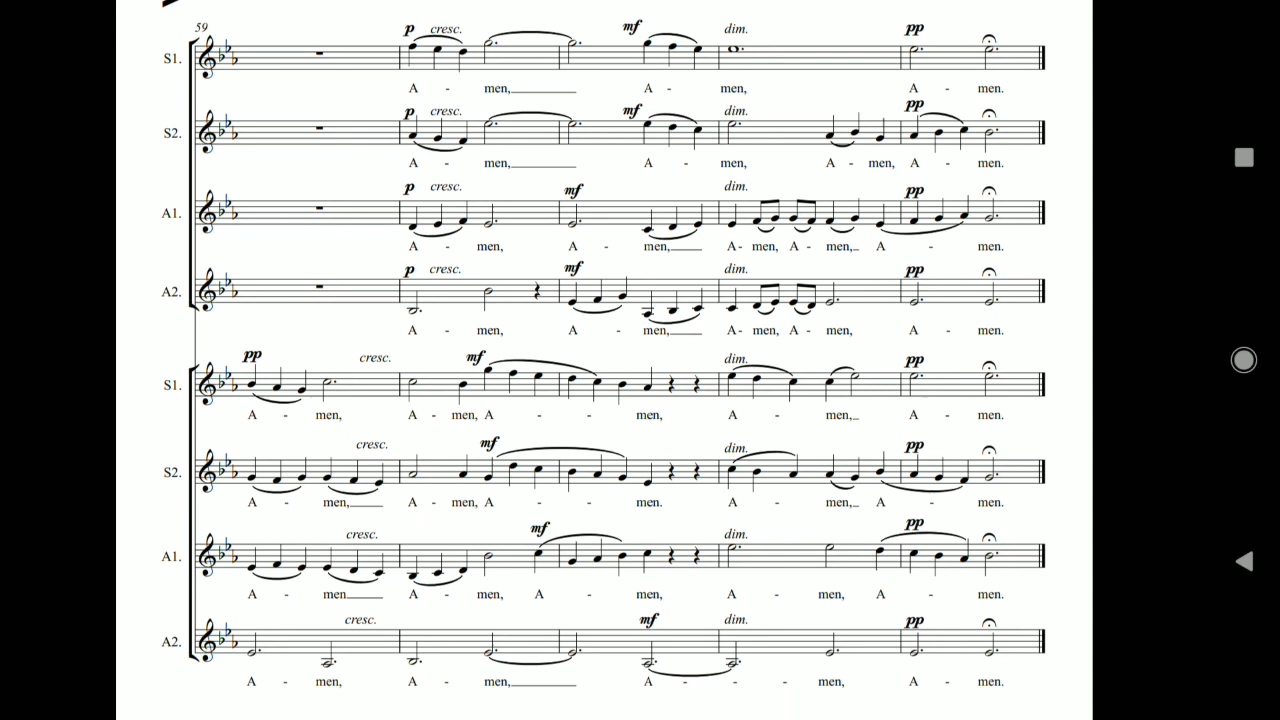 59
p cresc. mf dim. pp
S1.
A - men, A - men, A - men.
p cresc. mf dim. pp
S2.
A - men, A - men, A - men, A - men.
p cresc. mf dim. pp
A1.
A - men, A - men, A- men, A - men, A - men.
p cresc. mf dim. pp
A2.
A - men, A - men, A- men, A - men, A - men.
pp cresc. mf dim. pp
S1.
A - men, A - men, A - - - men, A - men, A - men.
cresc. mf dim. pp
S2.
A - men, A - men, A - - - men. A - men, A - men.
cresc. mf dim. pp
A1.
A - men A - men, A - men, A - men, A - men.
cresc. mf dim. pp
A2.
A - men, A - men, A - - - men, A - men.